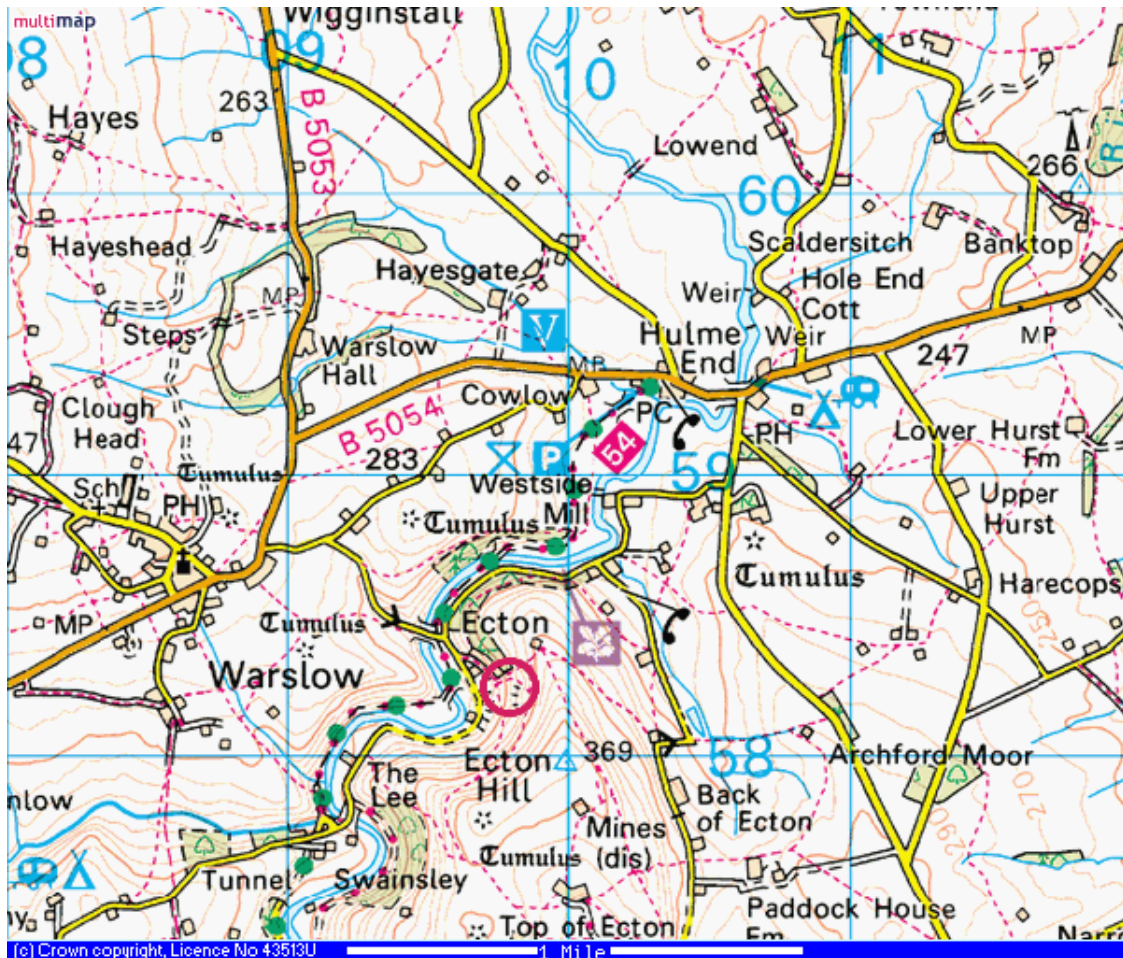 multimap
Wigginstall
09
10
11
263
B 5053
Hayes
Lowend
266
60
Hayeshead
Scaldersitch
Banktop
Hayesgate
Hole End
Cott
MP
Weir
Steps
V
Hulme
End
Weir
MP
Warslow
Hall
MP
247
Cowlow
PC
Clough
Head
B 5054
54
PH
Lower Hurst
Fm
47
283
P
59
Tumulus
Westside
Mill
Sch
PH
Tumulus
Upper
Hurst
Tumulus
Harecops
MP
Tumulus
Ecton
250
Warslow
369
58
Archford Moor
Ecton
Hill
The
Lee
Back
of Ecton
270
Mines
(dis)
290
Tumulus
Tunnel
Swainsley
Paddock House
Fm
Top of Ecton
(c) Crown copyright, Licence No 43513U
1 Mile